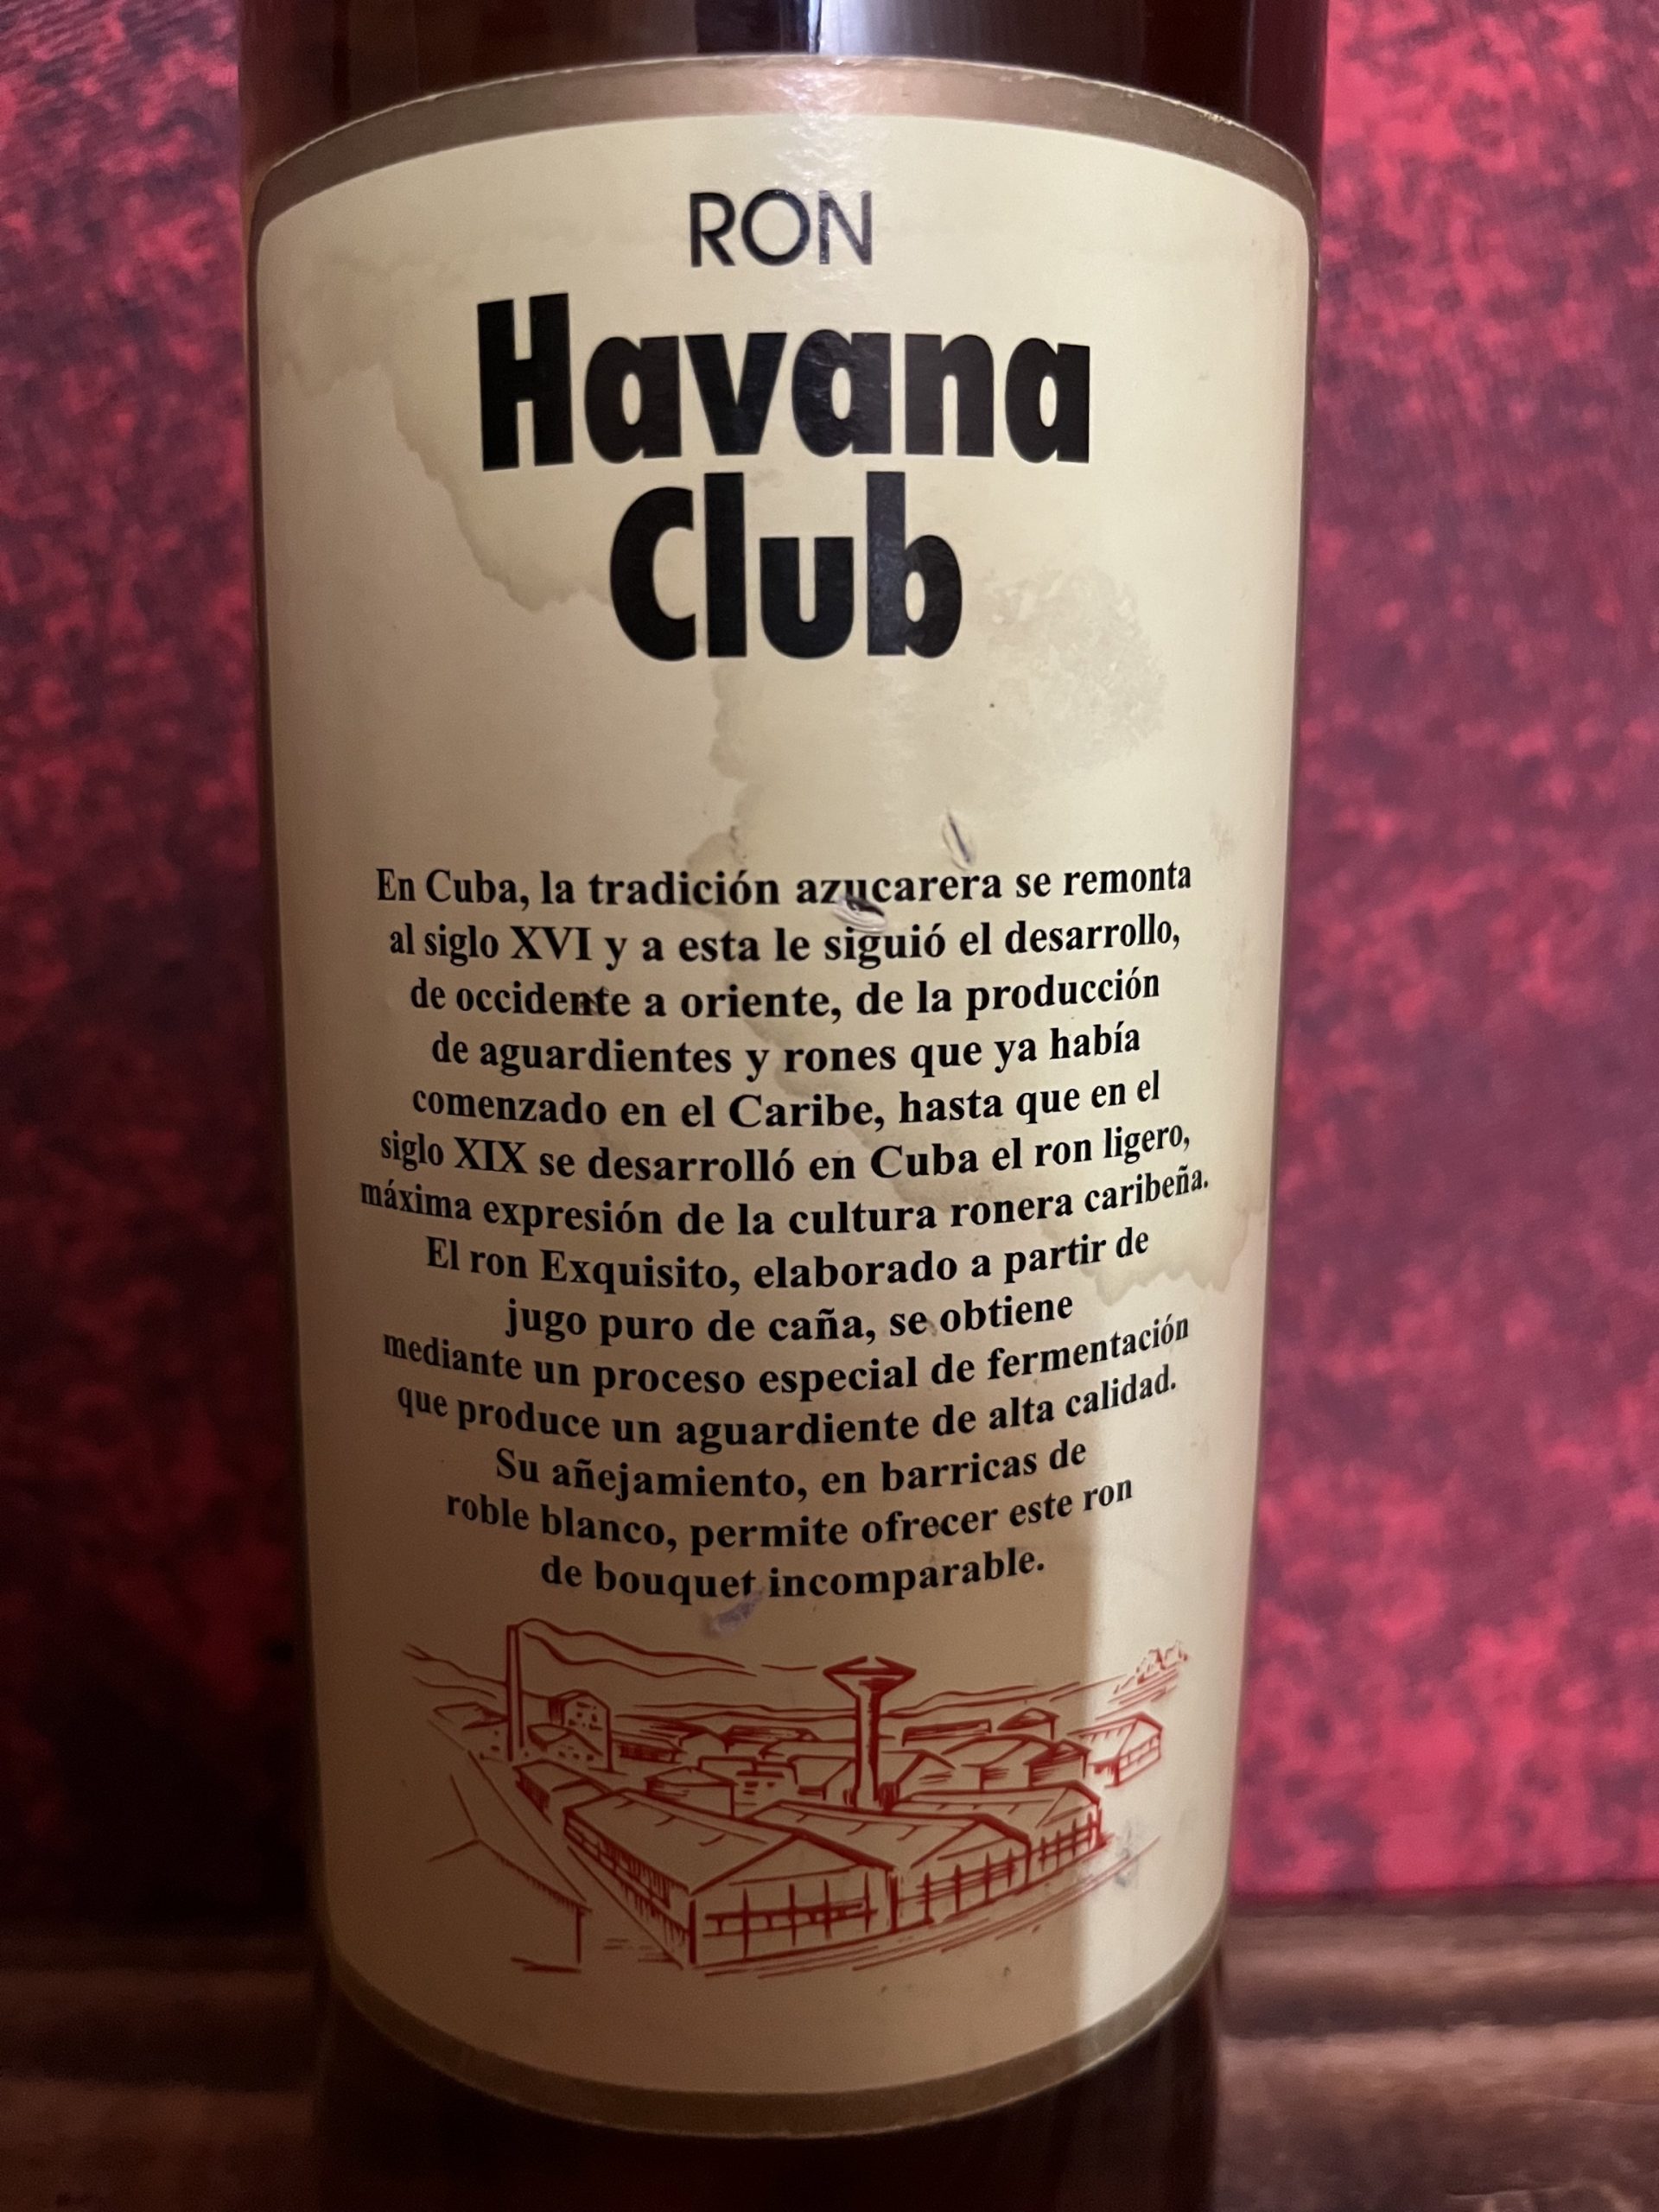 RON
Havana
Club
En Cuba, la tradición azucarera se remonta
al siglo XVI y a esta le siguió el desarrollo,
de occidente a oriente, de la producción
de aguardientes y rones que ya había
comenzado en el Caribe, hasta que en el
siglo XIX se desarrolló en Cuba el ron ligero,
máxima expresión de la cultura ronera caribeña.
El ron Exquisito, elaborado a partir de
jugo puro de caña, se obtiene
mediante un proceso especial de fermentación
que produce un aguardiente de alta calidad.
Su añejamiento, en barricas de
roble blanco, permite ofrecer este ron
de bouquet incomparable.